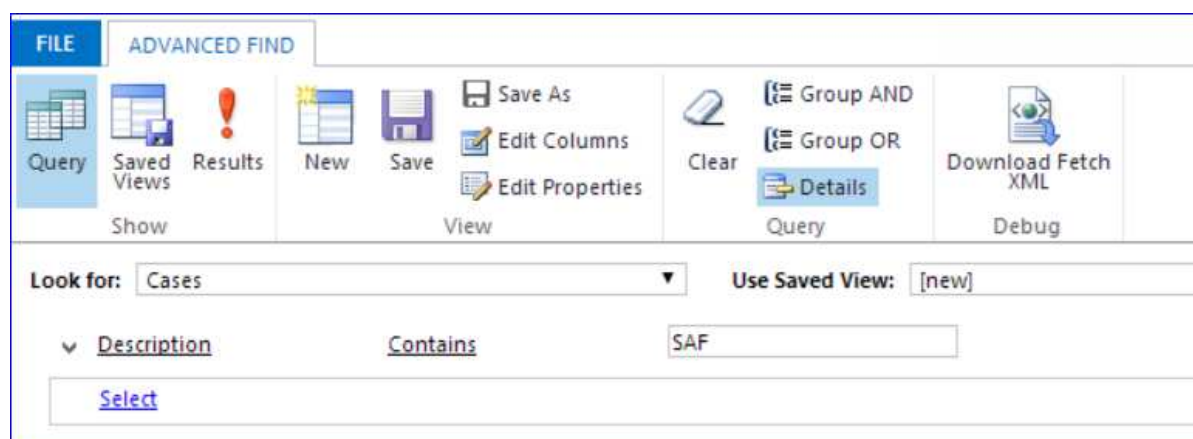 FILE ADVANCED FIND
Query Saved Views Results New Save Save As Edit Columns Edit Properties Clear Group AND Group OR Details Download Fetch XML
Show View Query Debug
Look for: Cases Use Saved View: [new]
Description Contains SAF
Select